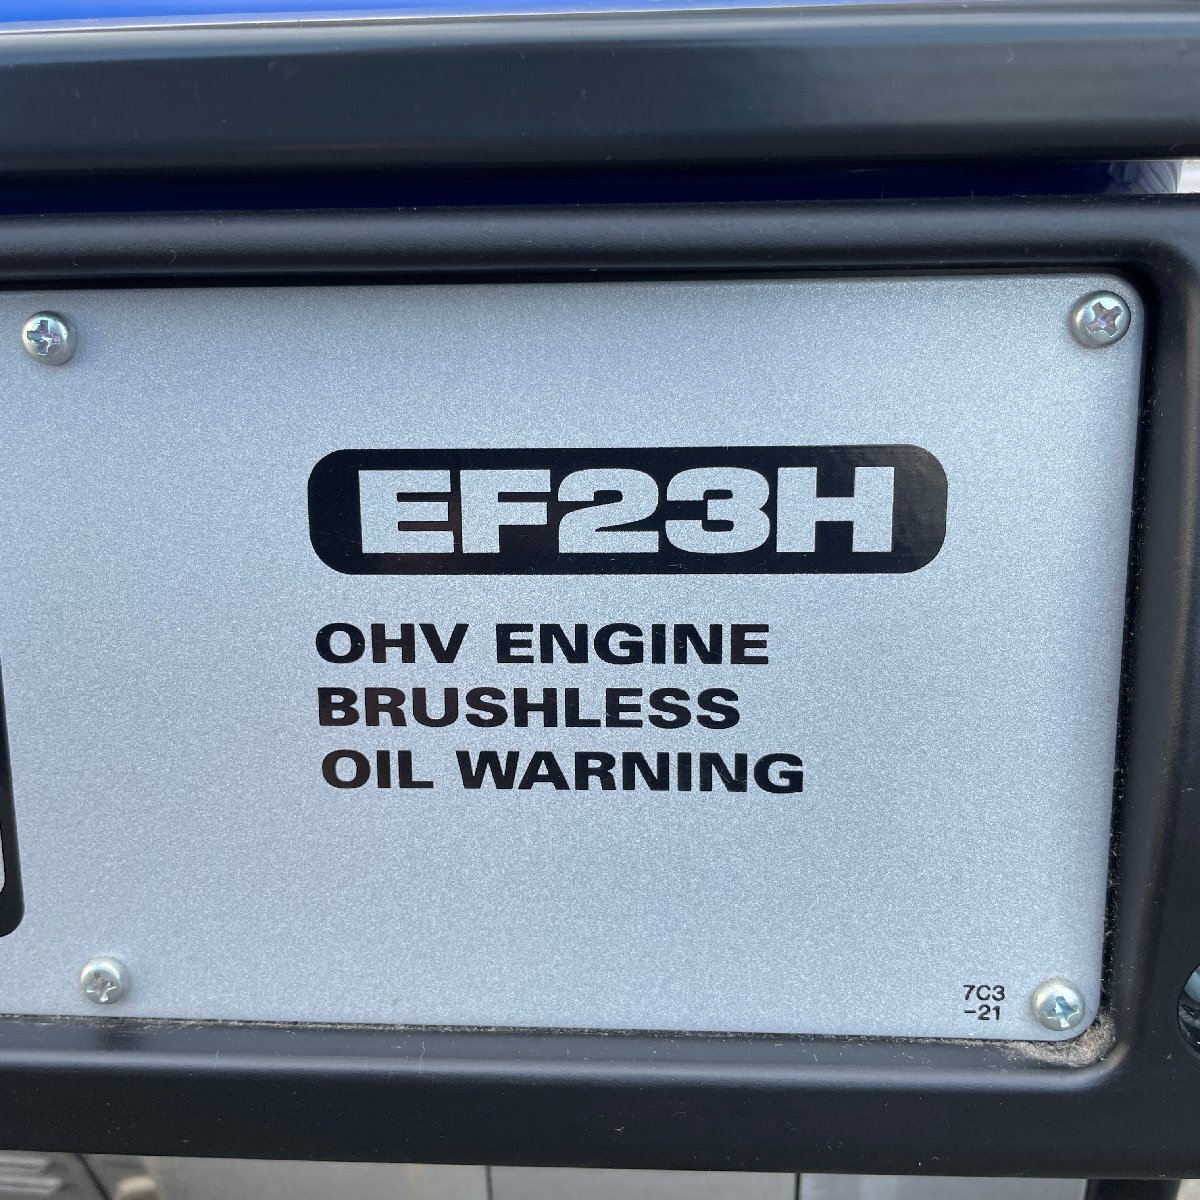 EF23H
OHV ENGINE
BRUSHLESS
OIL WARNING
7C3
-21